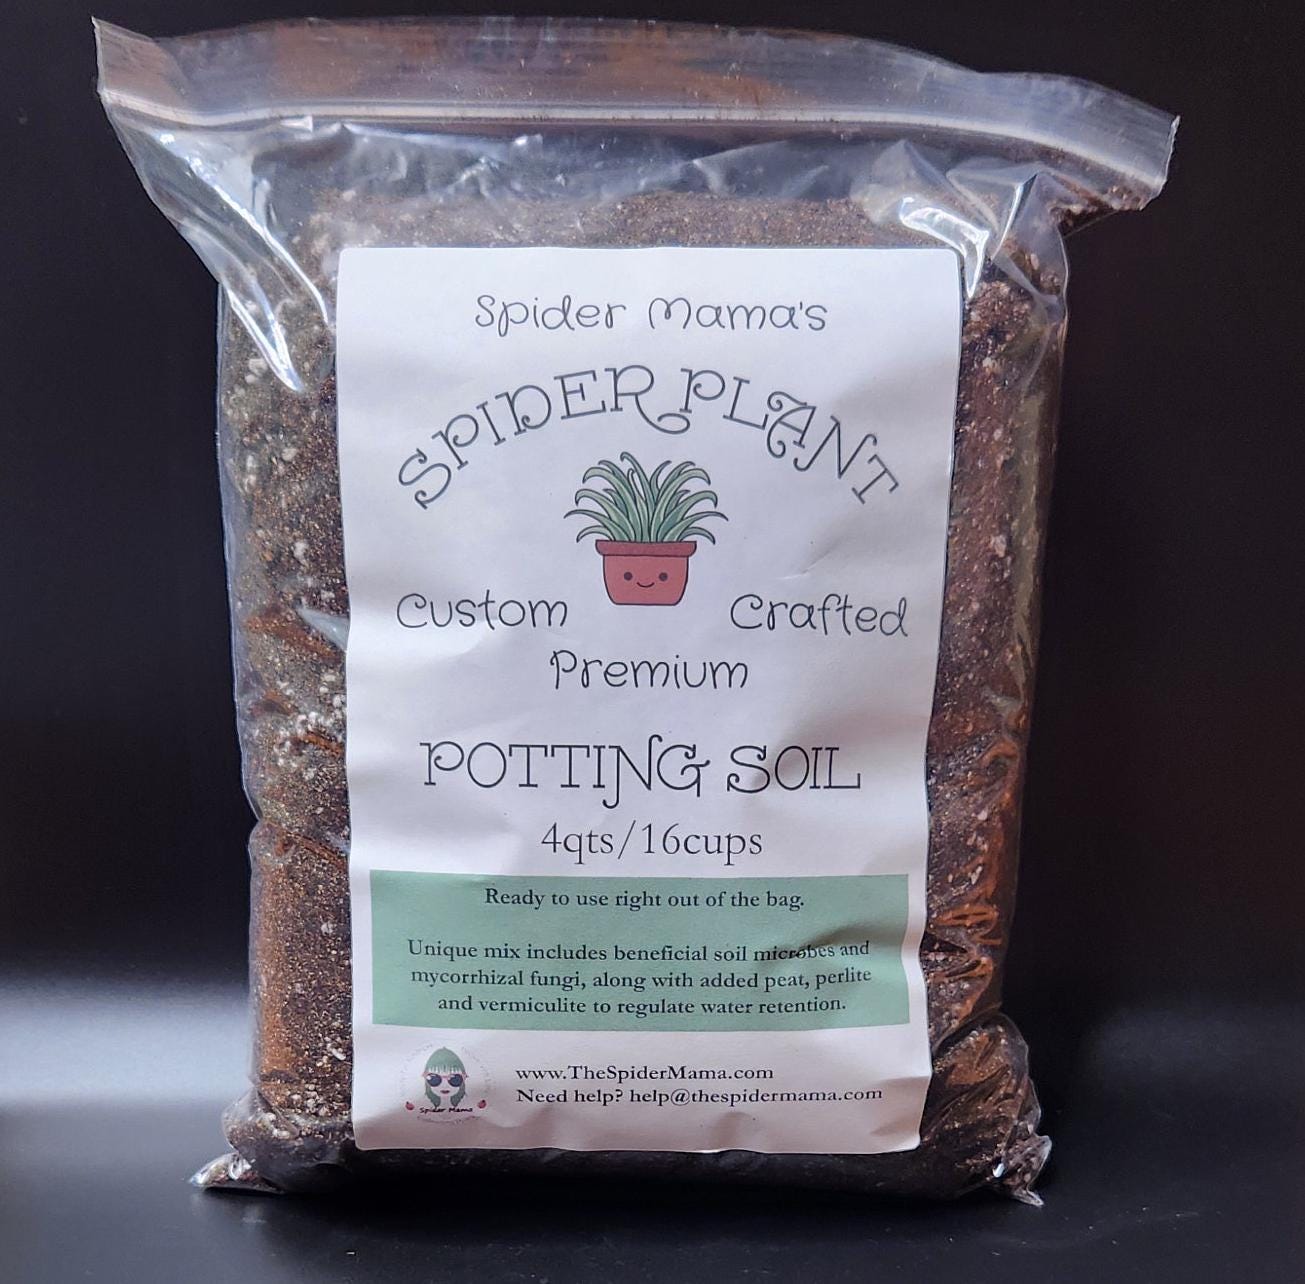 Spider Mama's
SPIDER PLANT
Custom Crafted
Premium
POTTING SOIL
4qts/16cups
Ready to use right out of the bag.
Unique mix includes beneficial soil microbes and
mycorrhizal fungi, along with added peat, perlite
and vermiculite to regulate water retention.
www.TheSpiderMama.com
Need help? help@thespidermama.com
Spider Mama